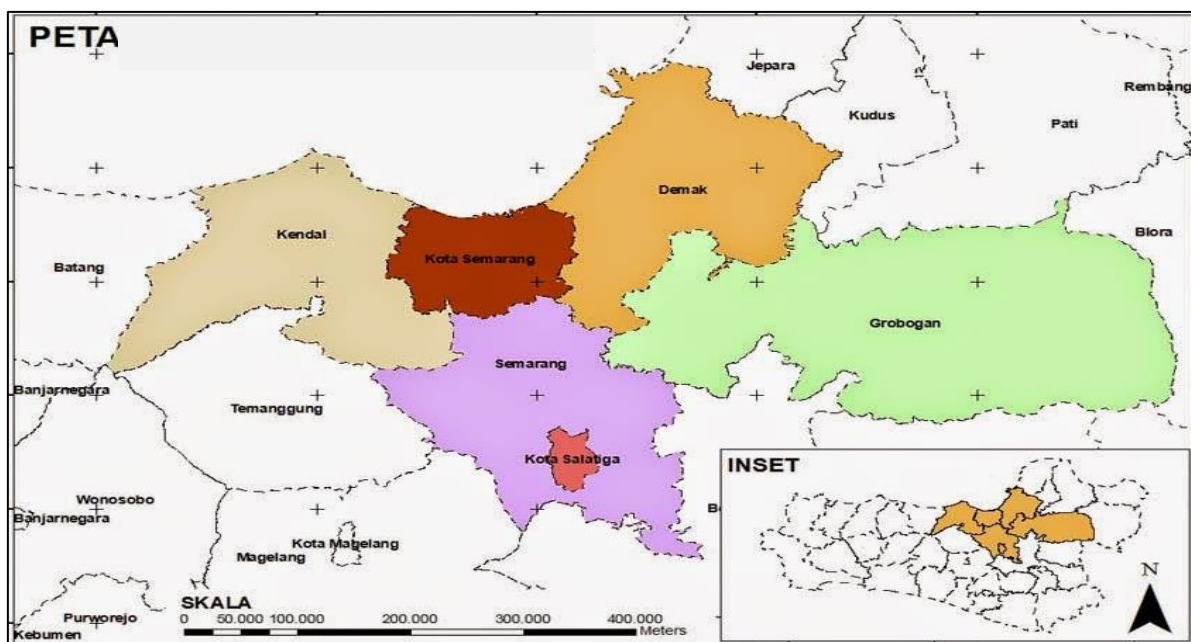 PETA
Jepara
Rembang
Kudus
Pati
Demak
Kendal
Blora
Kota Semarang
Batang
Grobogan
Semarang
Banjarnegara
Temanggung
Kota Salatiga
INSET
Wonosobo
Banjarnegara
Kota Magelang
Magelang
N
SKALA
Purworejo
0 50.000 100.000 200.000 300.000 400.000
Meters
Kebumen